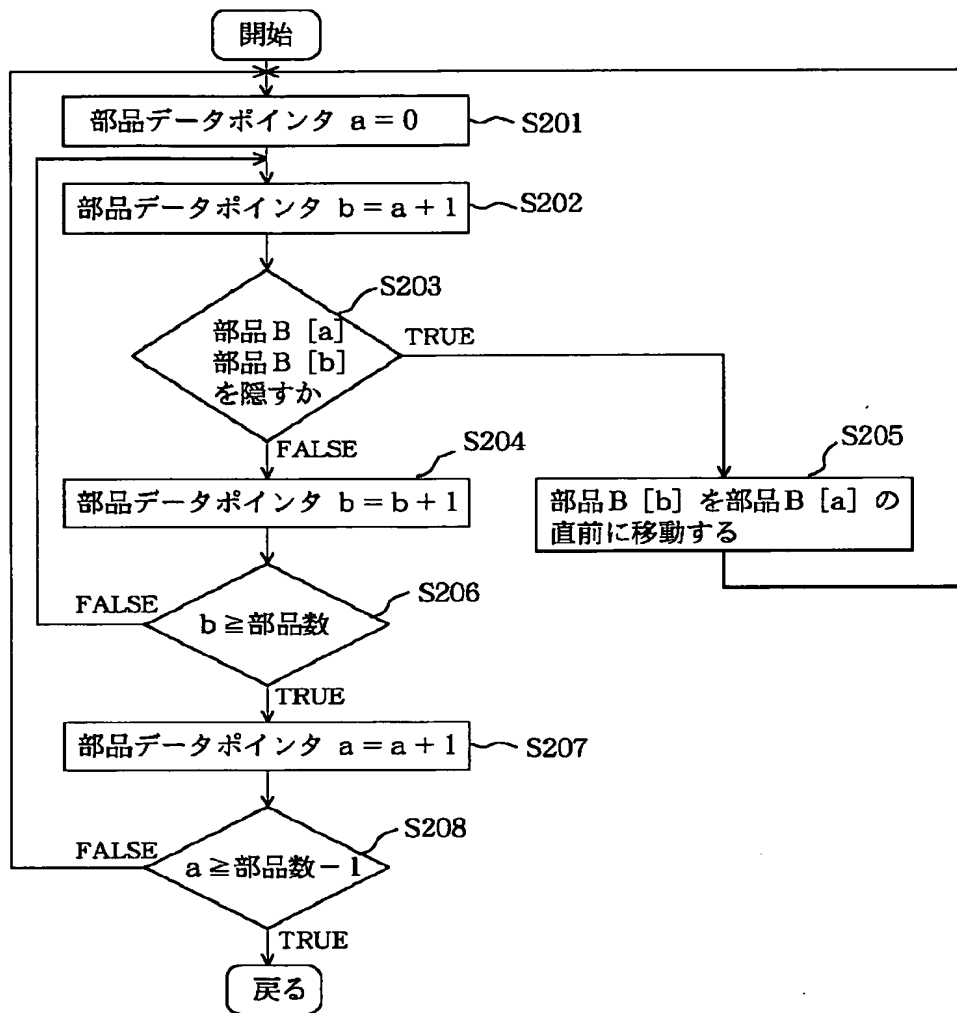 開始
部品データポインタ a=0
S201
部品データポインタ b=a+1
S202
S203
部品B [a]
部品B [b]
を隠すか
TRUE
FALSE
S204
部品データポインタ b=b+1
S205
部品B [b] を部品B [a] の
直前に移動する
FALSE
S206
b≧部品数
TRUE
部品データポインタ a=a+1
S207
FALSE
S208
a≧部品数-1
TRUE
戻る